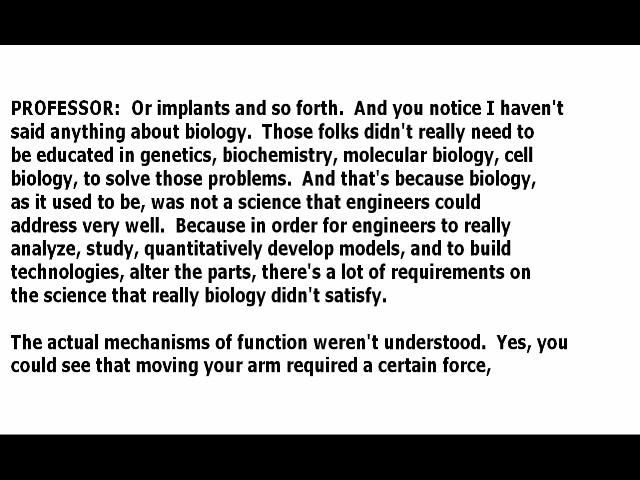 PROFESSOR:  Or implants and so forth.  And you notice I haven't
said anything about biology.  Those folks didn't really need to
be educated in genetics, biochemistry, molecular biology, cell
biology, to solve those problems.  And that's because biology,
as it used to be, was not a science that engineers could
address very well.  Because in order for engineers to really
analyze, study, quantitatively develop models, and to build
technologies, alter the parts, there's a lot of requirements on
the science that really biology didn't satisfy.

The actual mechanisms of function weren't understood.  Yes, you
could see that moving your arm required a certain force,